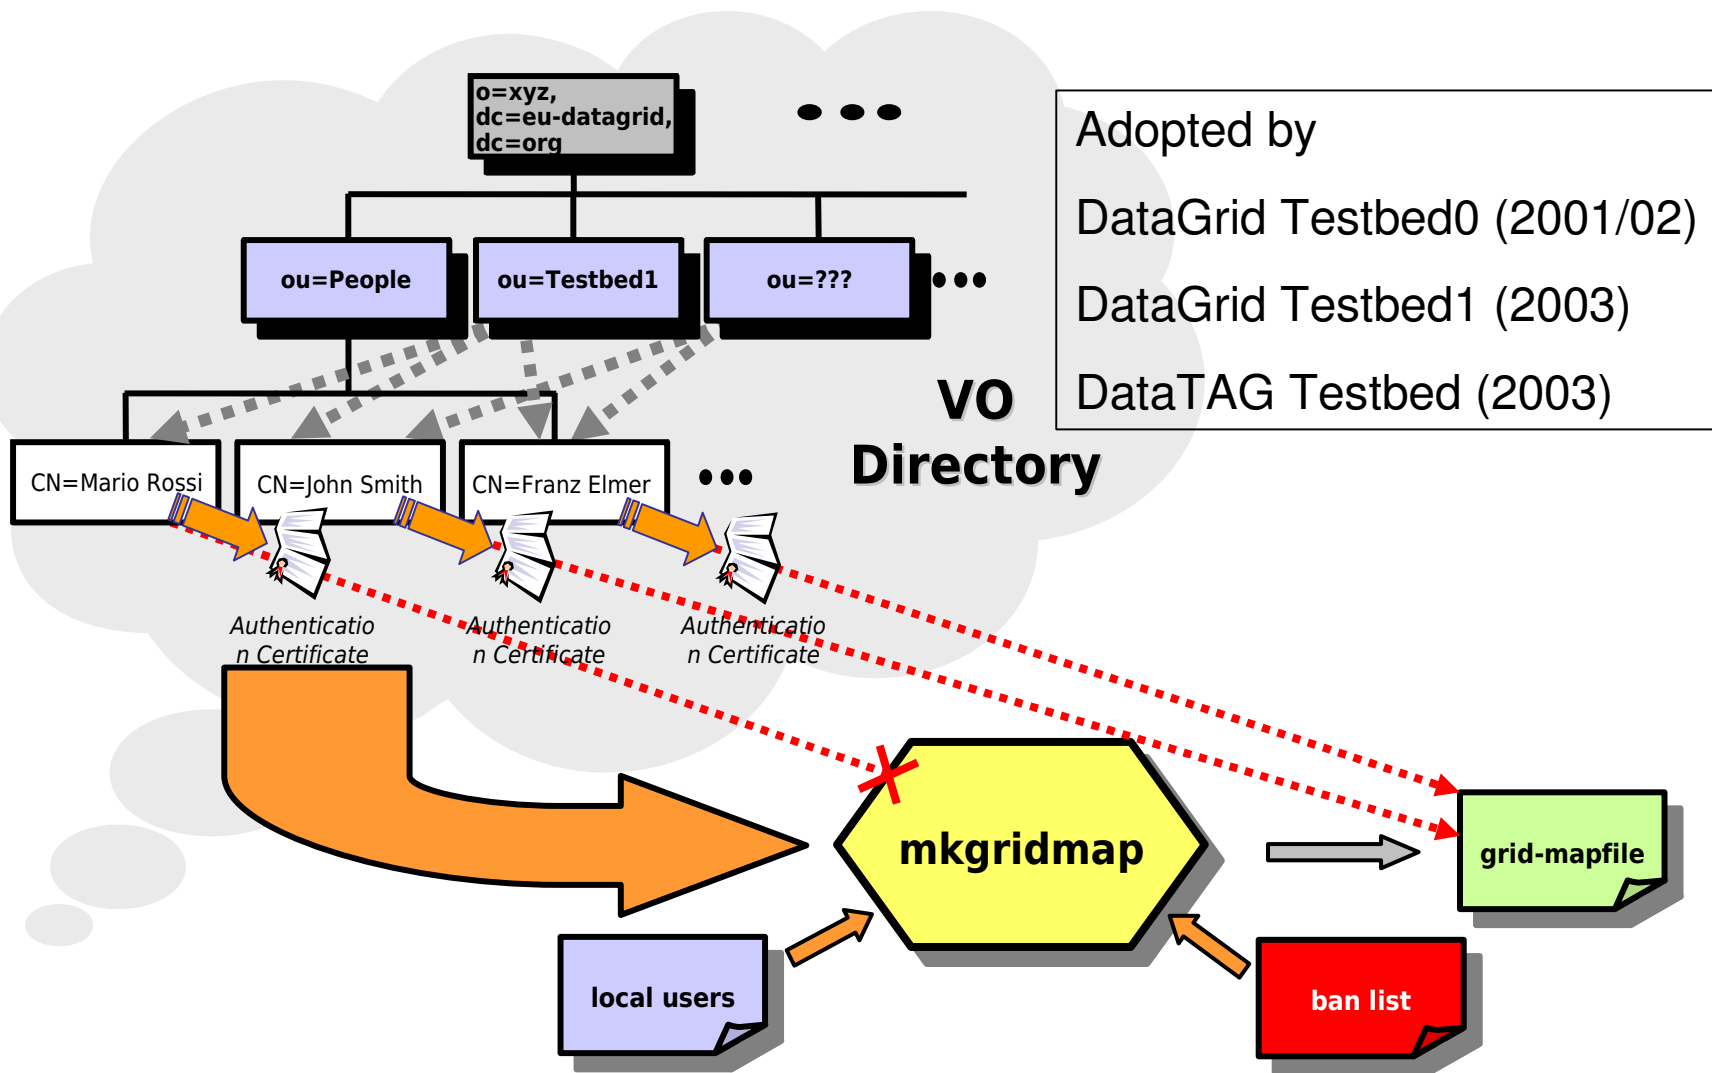 o=xyz,
dc=eu-datagrid,
dc=org
Adopted by
DataGrid Testbed0 (2001/02)
DataGrid Testbed1 (2003)
DataTAG Testbed (2003)
ou=People
ou=Testbed1
ou=???
VO
Directory
CN=Mario Rossi
CN=John Smith
CN=Franz Elmer
Authenticatio
n Certificate
Authenticatio
n Certificate
Authenticatio
n Certificate
mkgridmap
grid-mapfile
local users
ban list